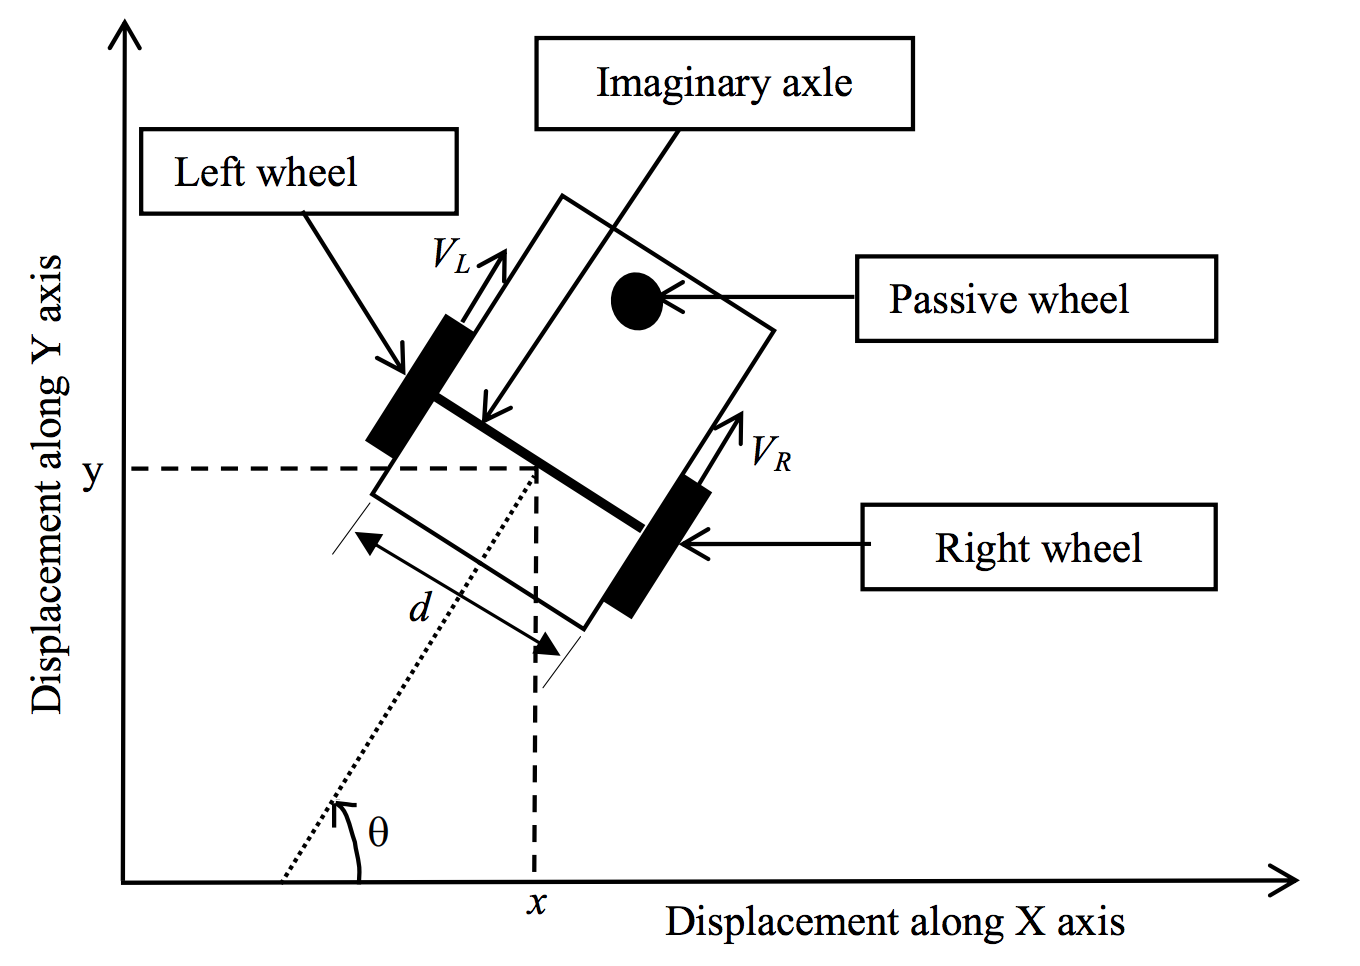 Imaginary axle
Left wheel
V_L
Passive wheel
V_R
Right wheel
Displacement along Y axis
y
d
θ
x
Displacement along X axis